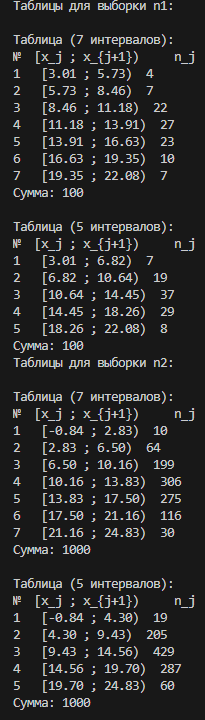 Таблицы для выборки n1:

Таблица (7 интервалов):
№  [x_j ; x_{j+1})     n_j
1   [3.01 ; 5.73)  4
2   [5.73 ; 8.46)  7
3   [8.46 ; 11.18)  22
4   [11.18 ; 13.91)  27
5   [13.91 ; 16.63)  23
6   [16.63 ; 19.35)  10
7   [19.35 ; 22.08)  7
Сумма: 100

Таблица (5 интервалов):
№  [x_j ; x_{j+1})     n_j
1   [3.01 ; 6.82)  7
2   [6.82 ; 10.64)  19
3   [10.64 ; 14.45)  37
4   [14.45 ; 18.26)  29
5   [18.26 ; 22.08)  8
Сумма: 100
Таблицы для выборки n2:

Таблица (7 интервалов):
№  [x_j ; x_{j+1})     n_j
1   [-0.84 ; 2.83)  10
2   [2.83 ; 6.50)  64
3   [6.50 ; 10.16)  199
4   [10.16 ; 13.83)  306
5   [13.83 ; 17.50)  275
6   [17.50 ; 21.16)  116
7   [21.16 ; 24.83)  30
Сумма: 1000

Таблица (5 интервалов):
№  [x_j ; x_{j+1})     n_j
1   [-0.84 ; 4.30)  19
2   [4.30 ; 9.43)  205
3   [9.43 ; 14.56)  429
4   [14.56 ; 19.70)  287
5   [19.70 ; 24.83)  60
Сумма: 1000